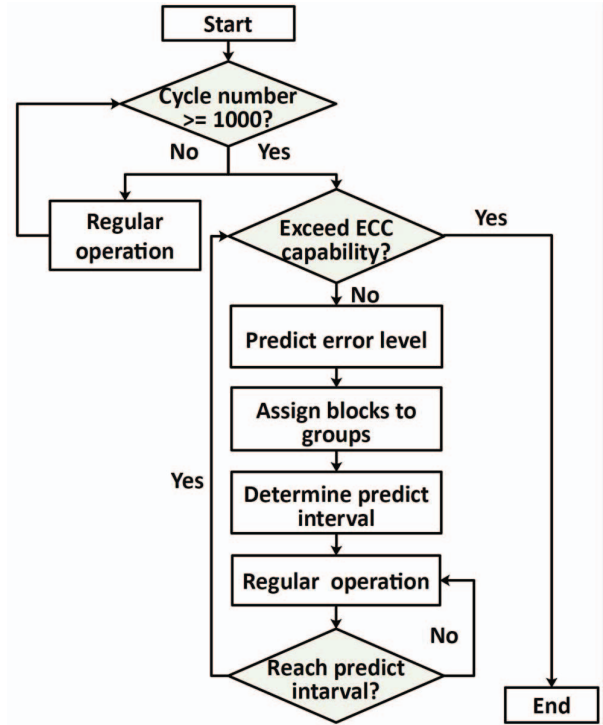 Start
Cycle number
>= 1000?
No
Yes
Regular
operation
Exceed ECC
capability?
Yes
No
Predict error level
Assign blocks to
groups
Determine predict
interval
Yes
Regular operation
No
Reach predict
intarval?
End